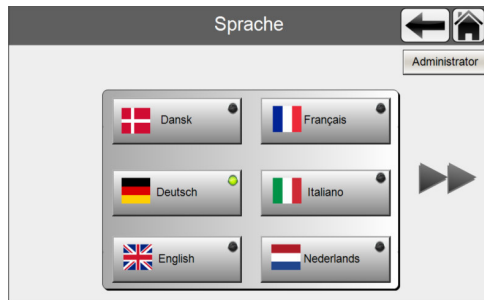 Sprache
Administrator
Dansk
Français
Deutsch
Italiano
English
Nederlands